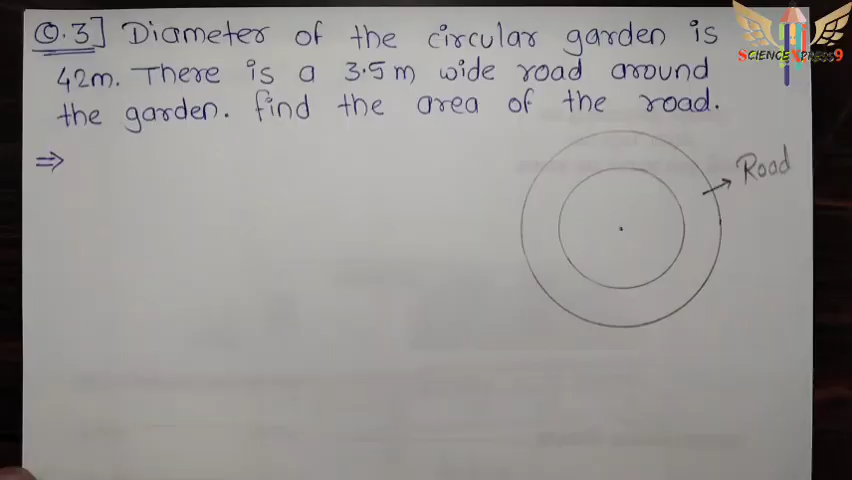 Q.3] Diameter of the circular garden is
42m. There is a 3.5m wide road around
the garden. find the area of the road.
⇒
Road
SCIENCEXPRESS9